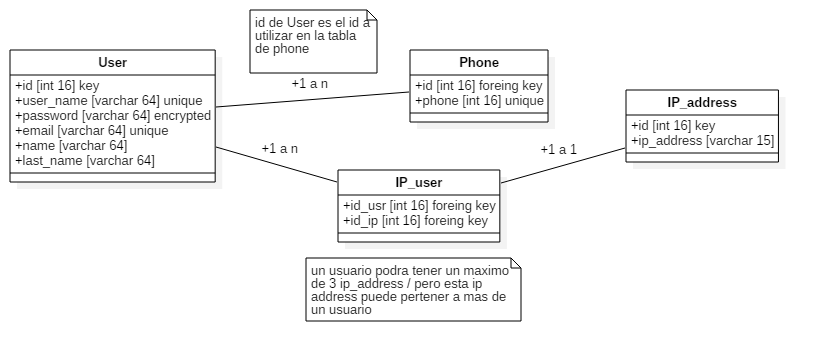 id de User es el id a
utilizar en la tabla
de phone
User
+id [int 16] key
+user_name [varchar 64] unique
+password [varchar 64] encrypted
+email [varchar 64] unique
+name [varchar 64]
+last_name [varchar 64]
+1 a n
Phone
+id [int 16] foreing key
+phone [int 16] unique
IP_address
+id [int 16] key
+ip_address [varchar 15]
+1 a n
+1 a 1
IP_user
+id_usr [int 16] foreing key
+id_ip [int 16] foreing key
un usuario podra tener un maximo
de 3 ip_address / pero esta ip
address puede pertener a mas de
un usuario